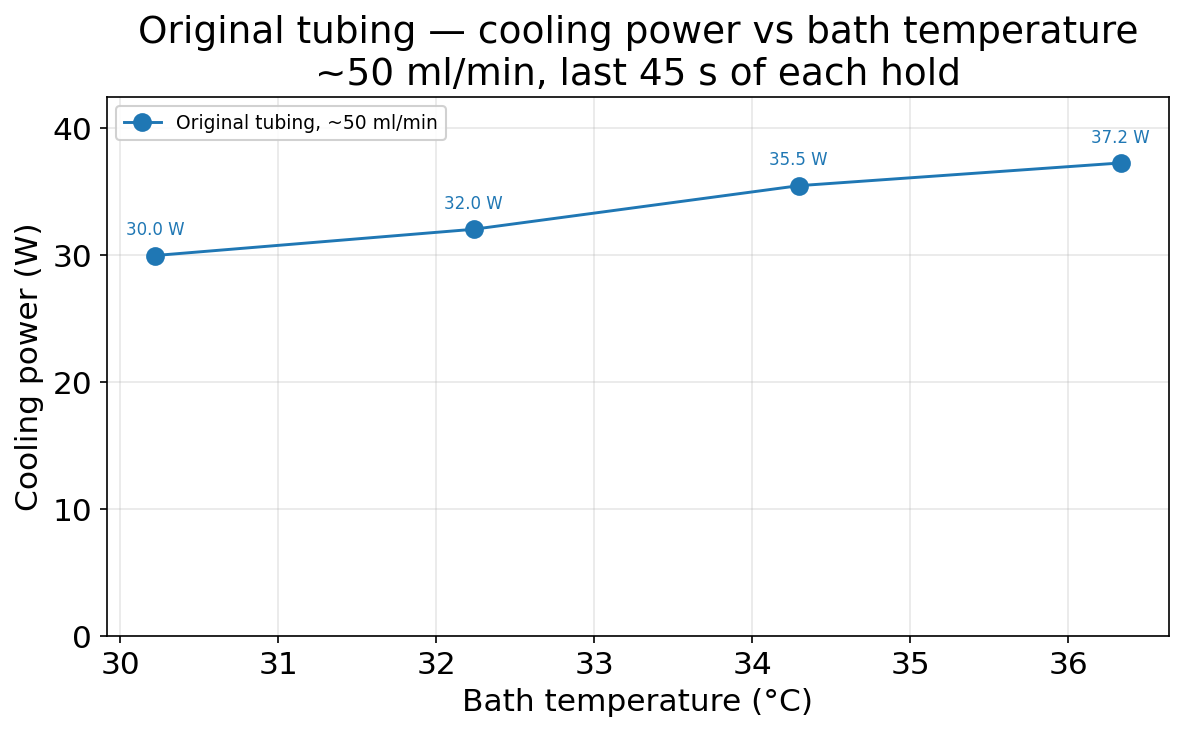 Original tubing — cooling power vs bath temperature
~50 ml/min, last 45 s of each hold
Original tubing, ~50 ml/min
30.0 W
32.0 W
35.5 W
37.2 W
Cooling power (W)
40
30
20
10
0
30
31
32
33
34
35
36
Bath temperature (°C)